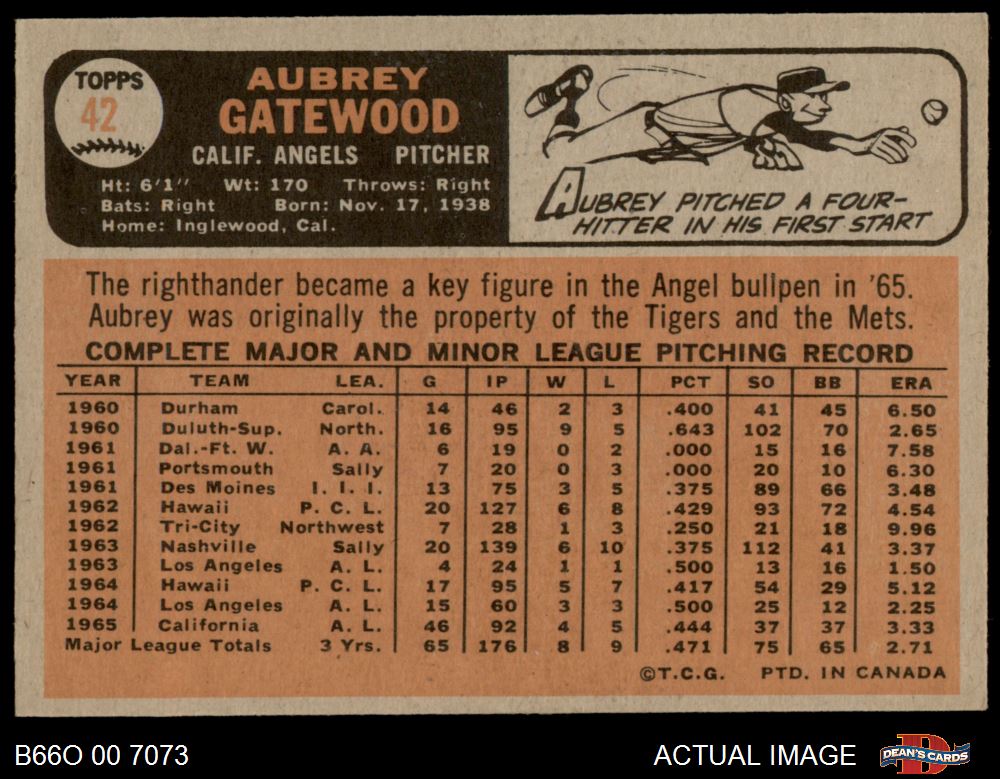 TOPPS
42
AUBREY
GATEWOOD
CALIF. ANGELS PITCHER
Ht: 6'1" Wt: 170 Throws: Right
Bats: Right Born: Nov. 17, 1938
Home: Inglewood, Cal.
AUBREY PITCHED A FOUR-
HITTER IN HIS FIRST START
The righthander became a key figure in the Angel bullpen in '65.
Aubrey was originally the property of the Tigers and the Mets.
COMPLETE MAJOR AND MINOR LEAGUE PITCHING RECORD
YEAR TEAM LEA. G IP W L PCT SO BB ERA
1960 Durham Carol. 14 46 2 3 .400 41 45 6.50
1960 Duluth-Sup. North. 16 95 9 5 .643 102 70 2.65
1961 Dal.-Ft. W. A. A. 6 19 0 2 .000 15 16 7.58
1961 Portsmouth Sally 7 20 0 3 .000 20 10 6.30
1961 Des Moines I. I. I. 13 75 3 5 .375 89 66 3.48
1962 Hawaii P. C. L. 20 127 6 8 .429 93 72 4.54
1962 Tri-City Northwest 7 28 1 3 .250 21 18 9.96
1963 Nashville Sally 20 139 6 10 .375 112 41 3.37
1963 Los Angeles A. L. 4 24 1 1 .500 13 16 1.50
1964 Hawaii P. C. L. 17 95 5 7 .417 54 29 5.12
1964 Los Angeles A. L. 15 60 3 3 .500 25 12 2.25
1965 California A. L. 46 92 4 5 .444 37 37 3.33
Major League Totals 3 Yrs. 65 176 8 9 .471 75 65 2.71
©T.C.G. PTD. IN CANADA
B66O 00 7073 ACTUAL IMAGE DEAN'S CARDS